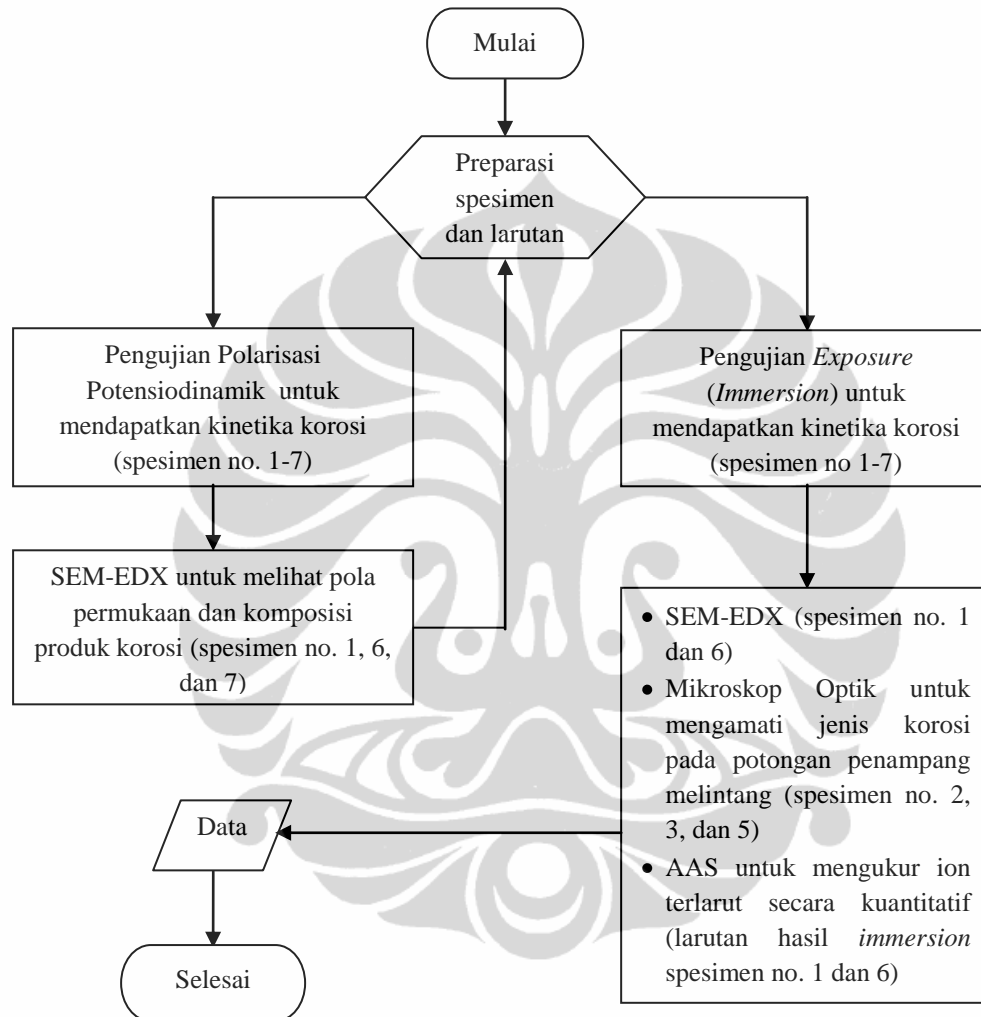 Mulai
Preparasi
spesimen
dan larutan
Pengujian Polarisasi
Potensiodinamik untuk
mendapatkan kinetika korosi
(spesimen no. 1-7)
Pengujian Exposure
(Immersion) untuk
mendapatkan kinetika korosi
(spesimen no 1-7)
SEM-EDX untuk melihat pola
permukaan dan komposisi
produk korosi (spesimen no. 1, 6,
dan 7)
• SEM-EDX (spesimen no. 1
dan 6)
• Mikroskop Optik untuk
mengamati jenis korosi
pada potongan penampang
melintang (spesimen no. 2,
3, dan 5)
• AAS untuk mengukur ion
terlarut secara kuantitatif
(larutan hasil immersion
spesimen no. 1 dan 6)
Data
Selesai